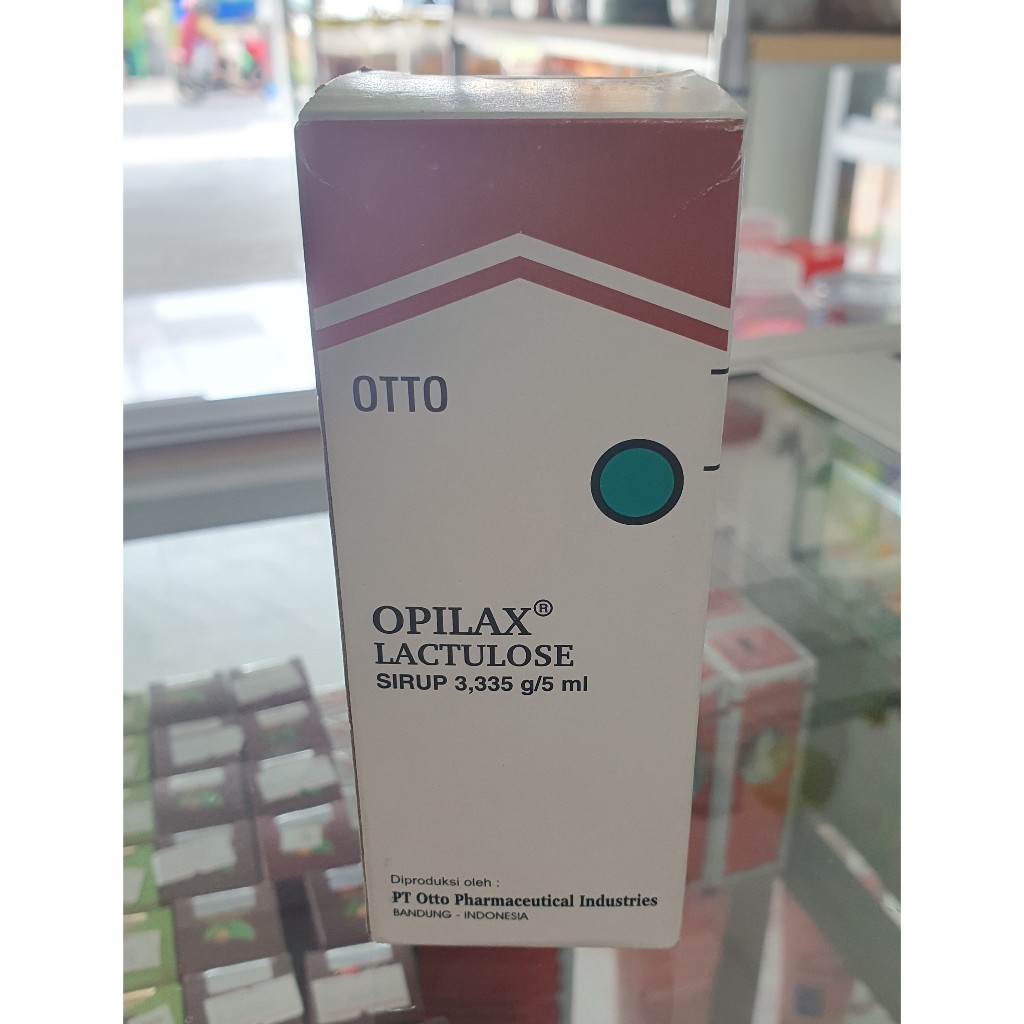 OTTO
OPILAX®
LACTULOSE
SIRUP 3,335 g/5 ml
Diproduksi oleh :
PT Otto Pharmaceutical Industries
BANDUNG - INDONESIA